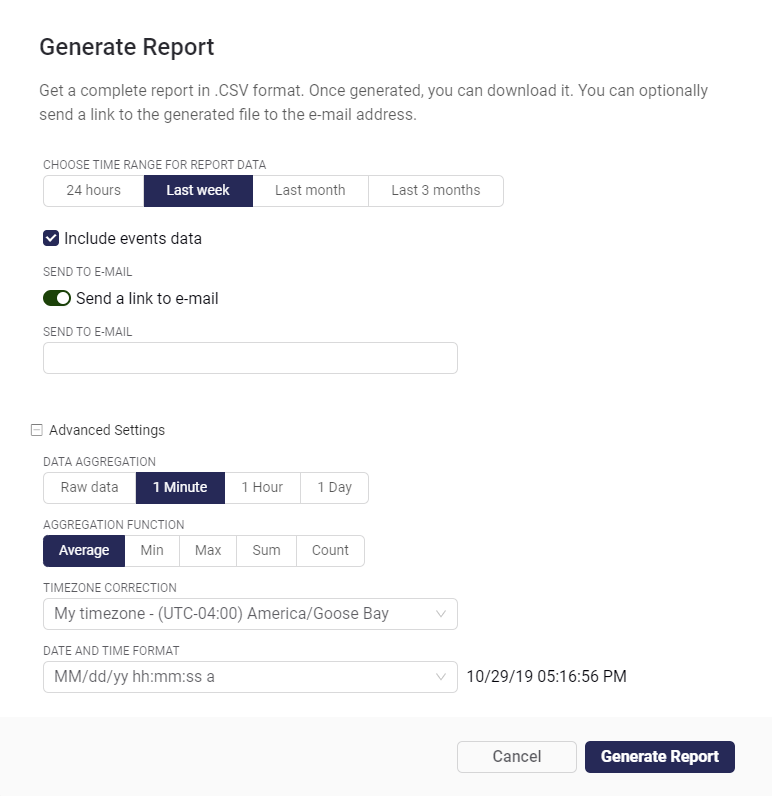 Generate Report
Get a complete report in .CSV format. Once generated, you can download it. You can optionally
send a link to the generated file to the e-mail address.
CHOOSE TIME RANGE FOR REPORT DATA
24 hours Last week Last month Last 3 months
Include events data
SEND TO E-MAIL
Send a link to e-mail
SEND TO E-MAIL
Advanced Settings
DATA AGGREGATION
Raw data 1 Minute 1 Hour 1 Day
AGGREGATION FUNCTION
Average Min Max Sum Count
TIMEZONE CORRECTION
My timezone - (UTC-04:00) America/Goose Bay
DATE AND TIME FORMAT
MM/dd/yy hh:mm:ss a 10/29/19 05:16:56 PM
Cancel Generate Report